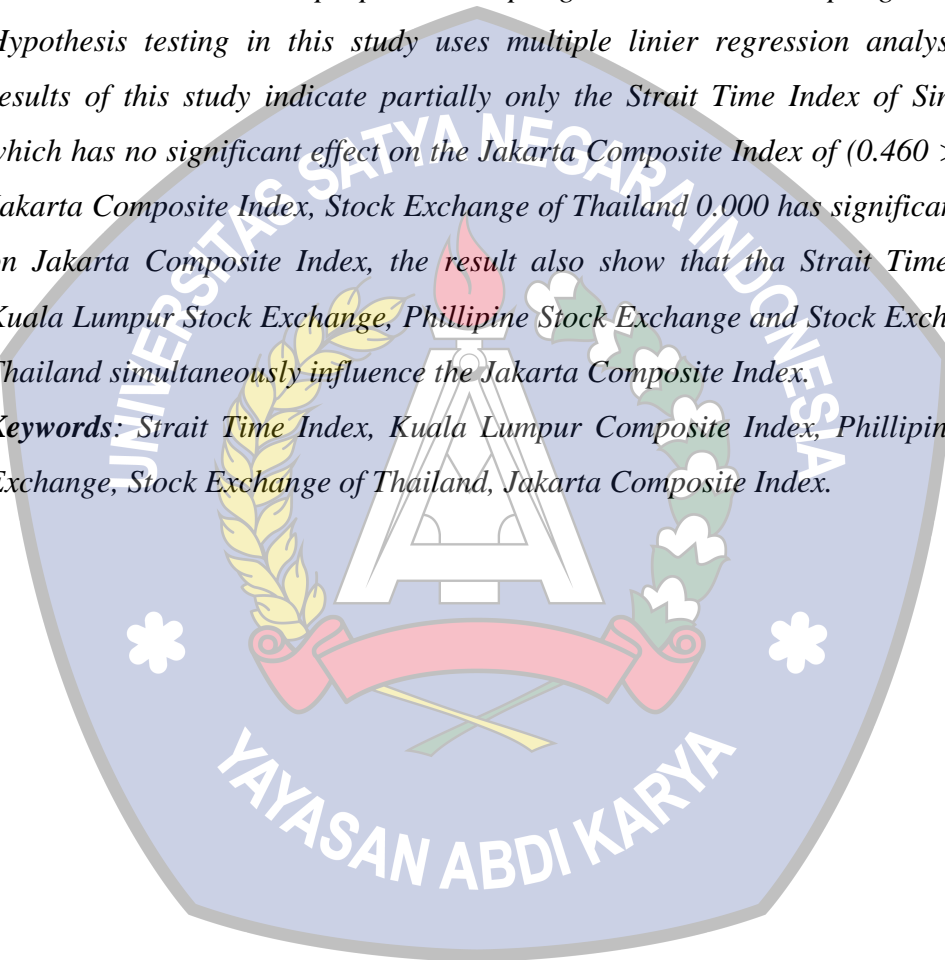 Hypothesis testing in this study uses multiple linier regression analys
results of this study indicate partially only the Strait Time Index of Sin
which has no significant effect on the Jakarta Composite Index of (0.460 >
Jakarta Composite Index, Stock Exchange of Thailand 0.000 has significan
on Jakarta Composite Index, the result also show that tha Strait Time
Kuala Lumpur Stock Exchange, Phillipine Stock Exchange and Stock Exch
Thailand simultaneously influence the Jakarta Composite Index.
Keywords: Strait Time Index, Kuala Lumpur Composite Index, Phillipin
Exchange, Stock Exchange of Thailand, Jakarta Composite Index.
UNIVERSITAS SATYA NEGARA INDONESIA
YAYASAN ABDI KARYA